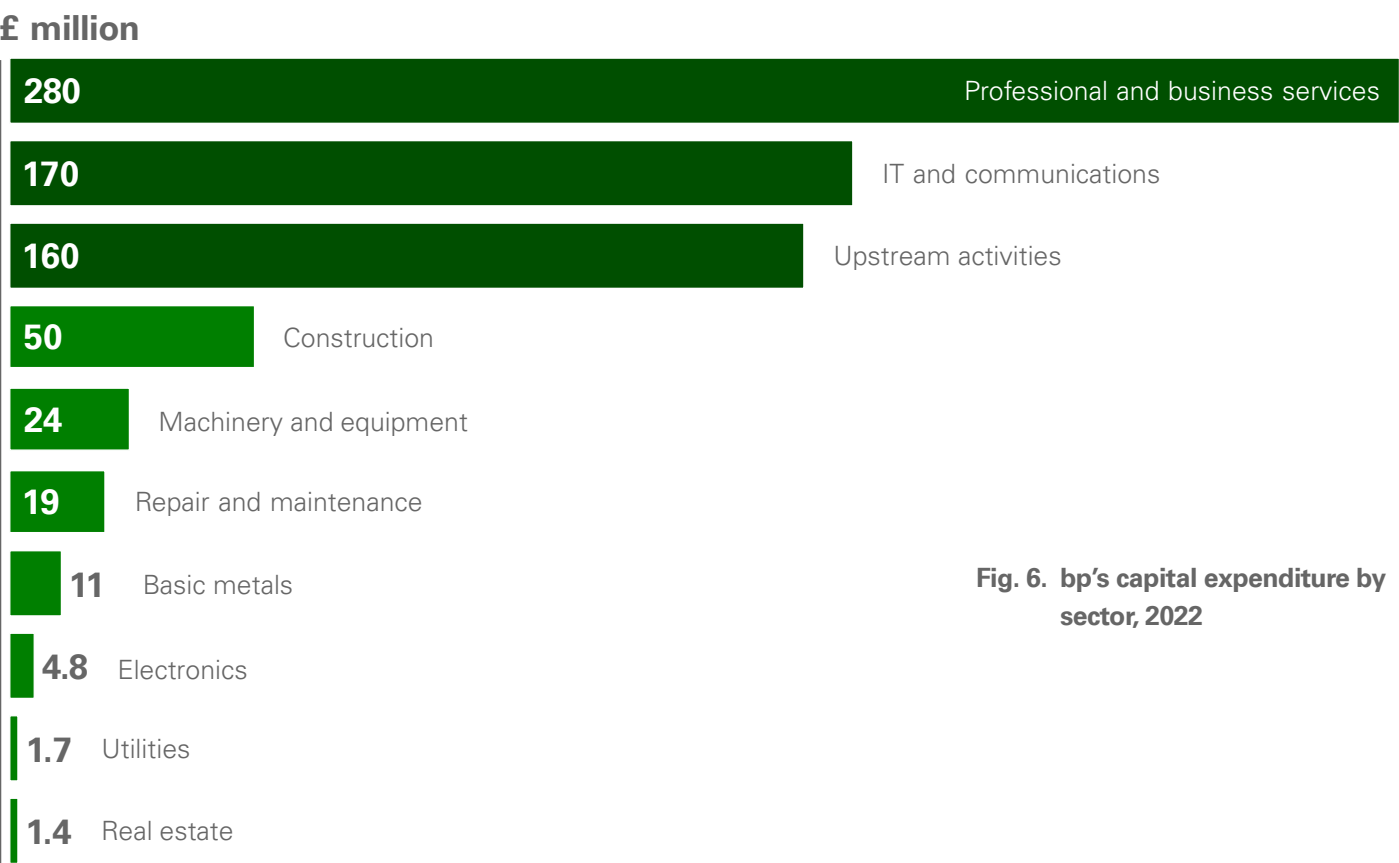 £ million
280 Professional and business services
170 IT and communications
160 Upstream activities
50 Construction
24 Machinery and equipment
19 Repair and maintenance
11 Basic metals
Fig. 6. bp’s capital expenditure by
sector, 2022
4.8 Electronics
1.7 Utilities
1.4 Real estate